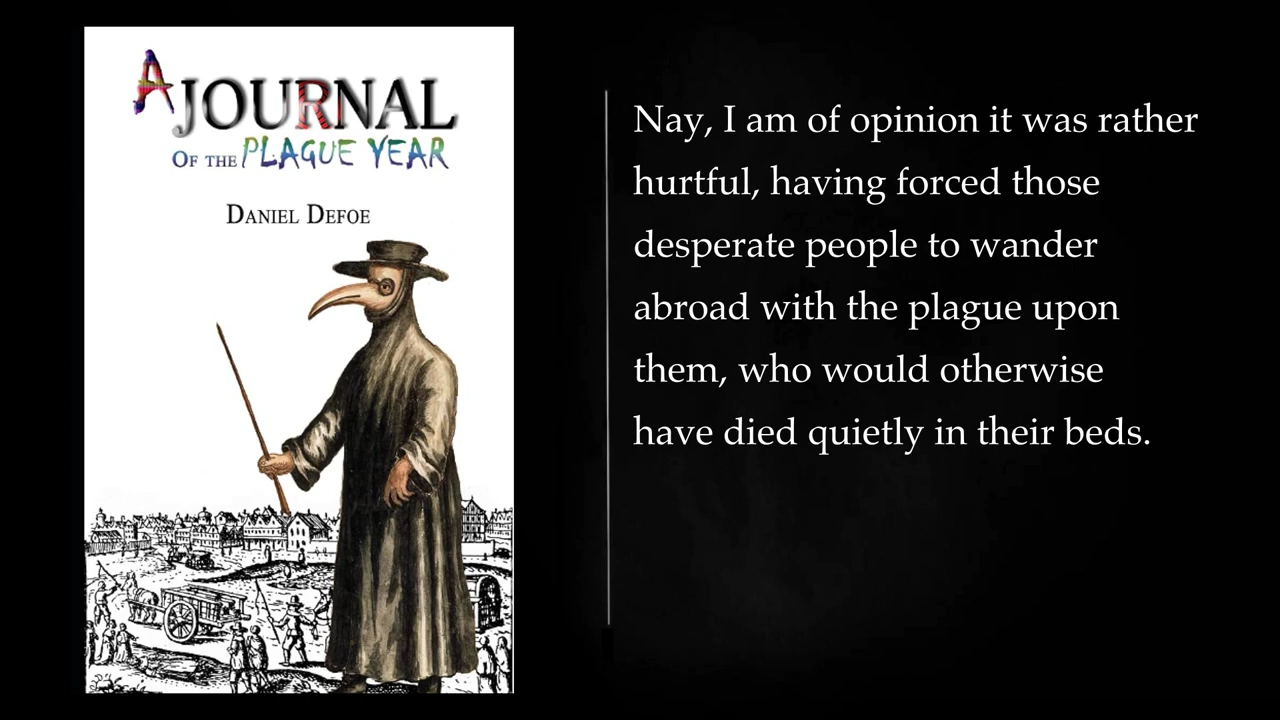 A JOURNAL
OF THE PLAGUE YEAR
DANIEL DEFOE
Nay, I am of opinion it was rather
hurtful, having forced those
desperate people to wander
abroad with the plague upon
them, who would otherwise
have died quietly in their beds.